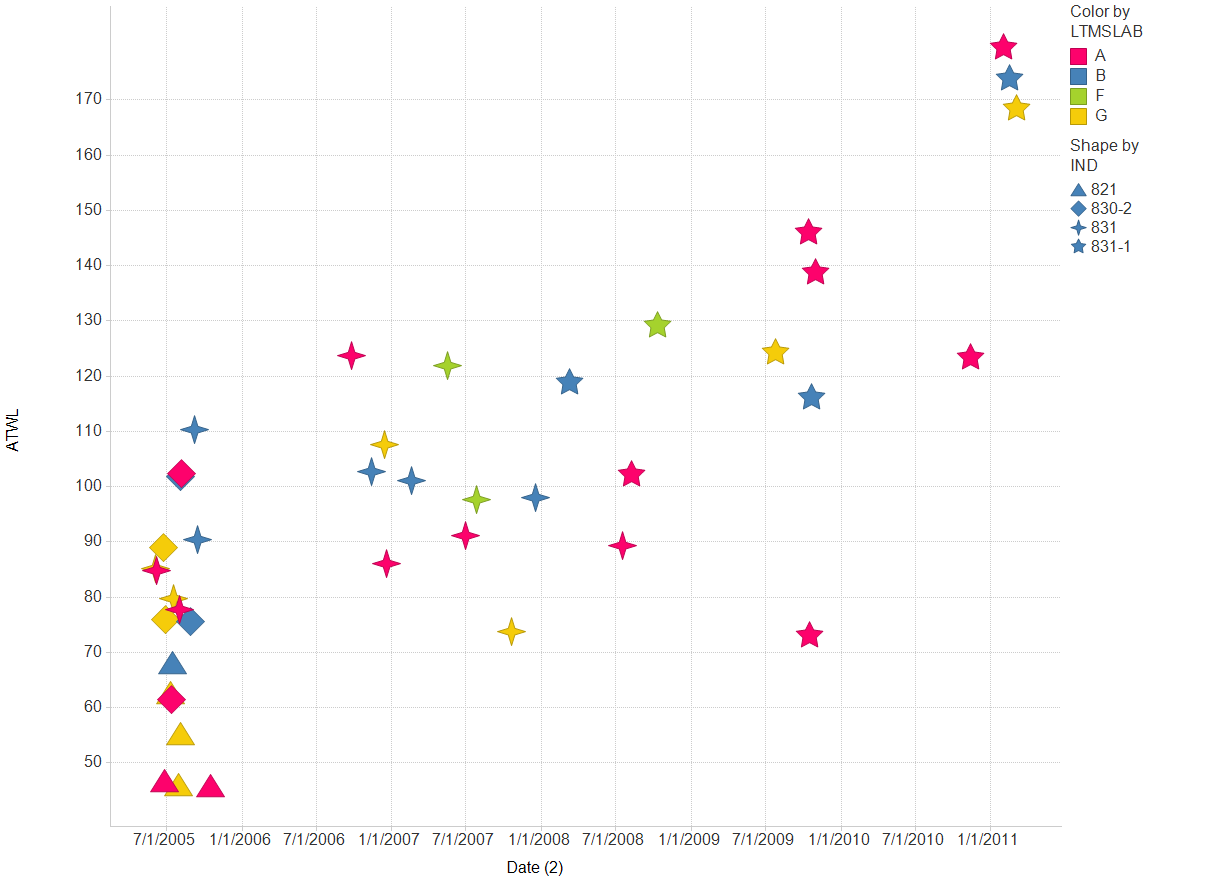 Color by
LTMSLAB
A
B
F
G
Shape by
IND
821
830-2
831
831-1
170
160
150
140
130
120
110
100
90
80
70
60
50
ATWL
7/1/2005 1/1/2006 7/1/2006 1/1/2007 7/1/2007 1/1/2008 7/1/2008 1/1/2009 7/1/2009 1/1/2010 7/1/2010 1/1/2011
Date (2)